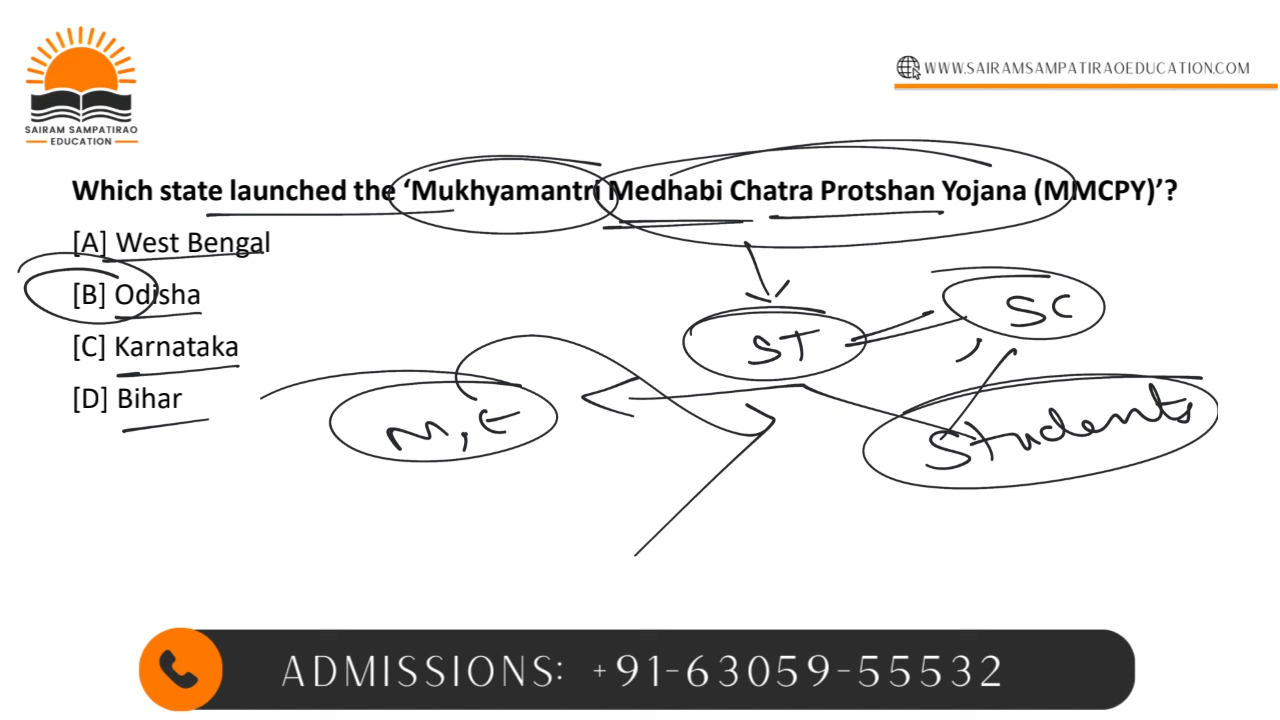 SAIRAM SAMPATIRAO
EDUCATION
WWW.SAIRAMSAMPATIRAOEDUCATION.COM
Which state launched the ‘Mukhyamantri Medhabi Chatra Protshan Yojana (MMCPY)’?
[A] West Bengal
[B] Odisha
[C] Karnataka
[D] Bihar
ST
SC
,
M, E
Students
ADMISSIONS: +91-63059-55532